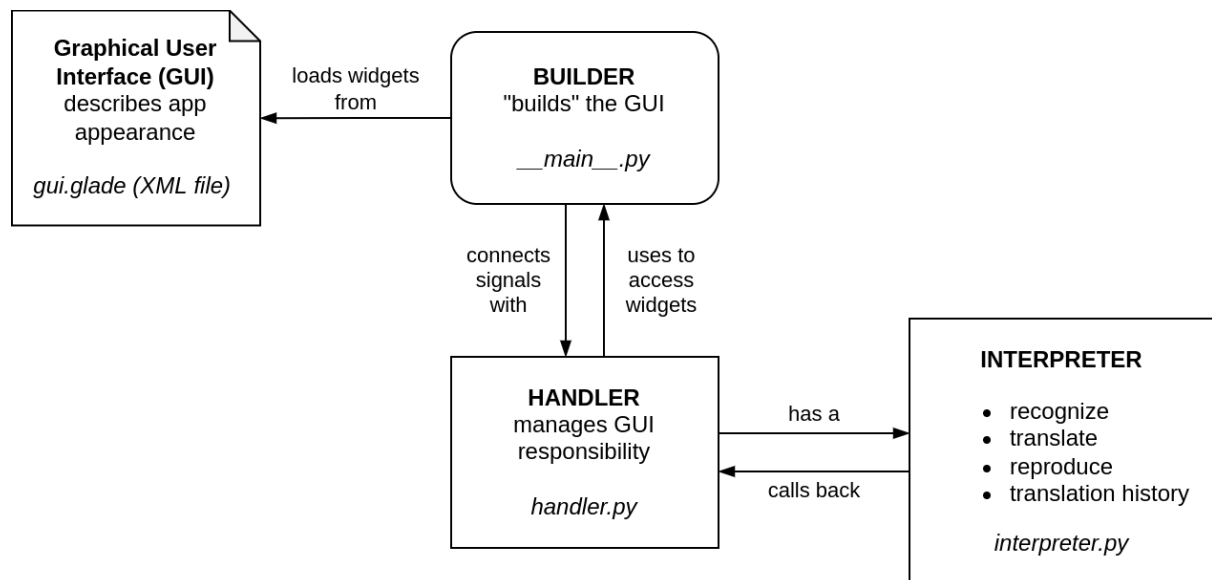 Graphical User
Interface (GUI)
describes app
appearance
gui.glade (XML file)
loads widgets
from
BUILDER
"builds" the GUI
__main__.py
connects
signals
with
uses to
access
widgets
HANDLER
manages GUI
responsibility
handler.py
has a
calls back
INTERPRETER
• recognize
• translate
• reproduce
• translation history
interpreter.py